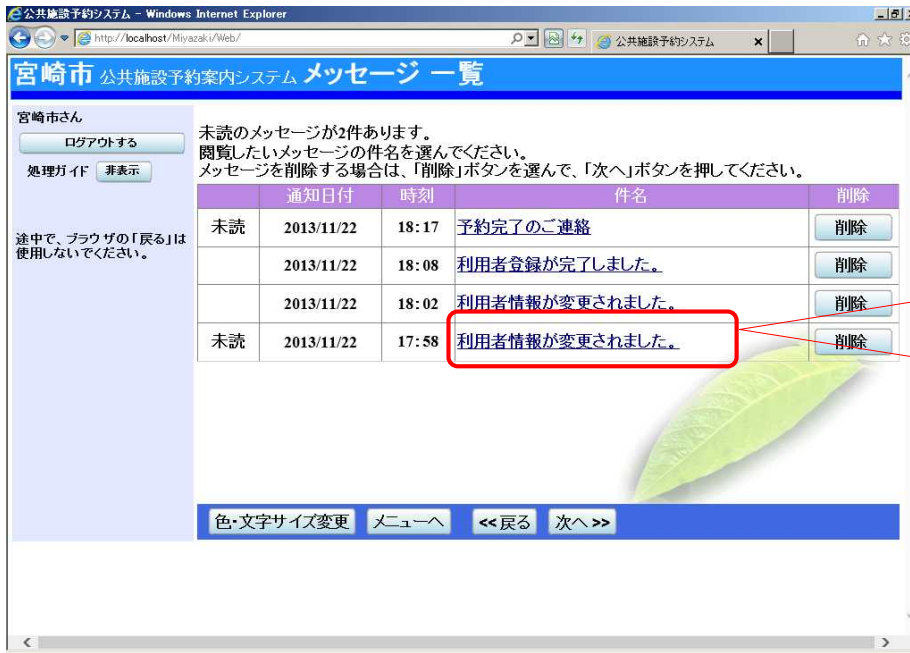 公共施設予約システム - Windows Internet Explorer
http://localhost/Miyazaki/Web/
公共施設予約システム
宮崎市 公共施設予約案内システム メッセージ 一覧
宮崎市さん
ログアウトする
処理ガイド 非表示
途中で、ブラウザの「戻る」は
使用しないでください。
未読のメッセージが2件あります。
閲覧したいメッセージの件名を選んでください。
メッセージを削除する場合は、「削除」ボタンを選んで、「次へ」ボタンを押してください。
通知日付 時刻 件名 削除
未読 2013/11/22 18:17 予約完了のご連絡 削除
2013/11/22 18:08 利用者登録が完了しました。 削除
2013/11/22 18:02 利用者情報が変更されました。 削除
未読 2013/11/22 17:58 利用者情報が変更されました。 削除
色・文字サイズ変更 メニューへ <<戻る 次へ>>